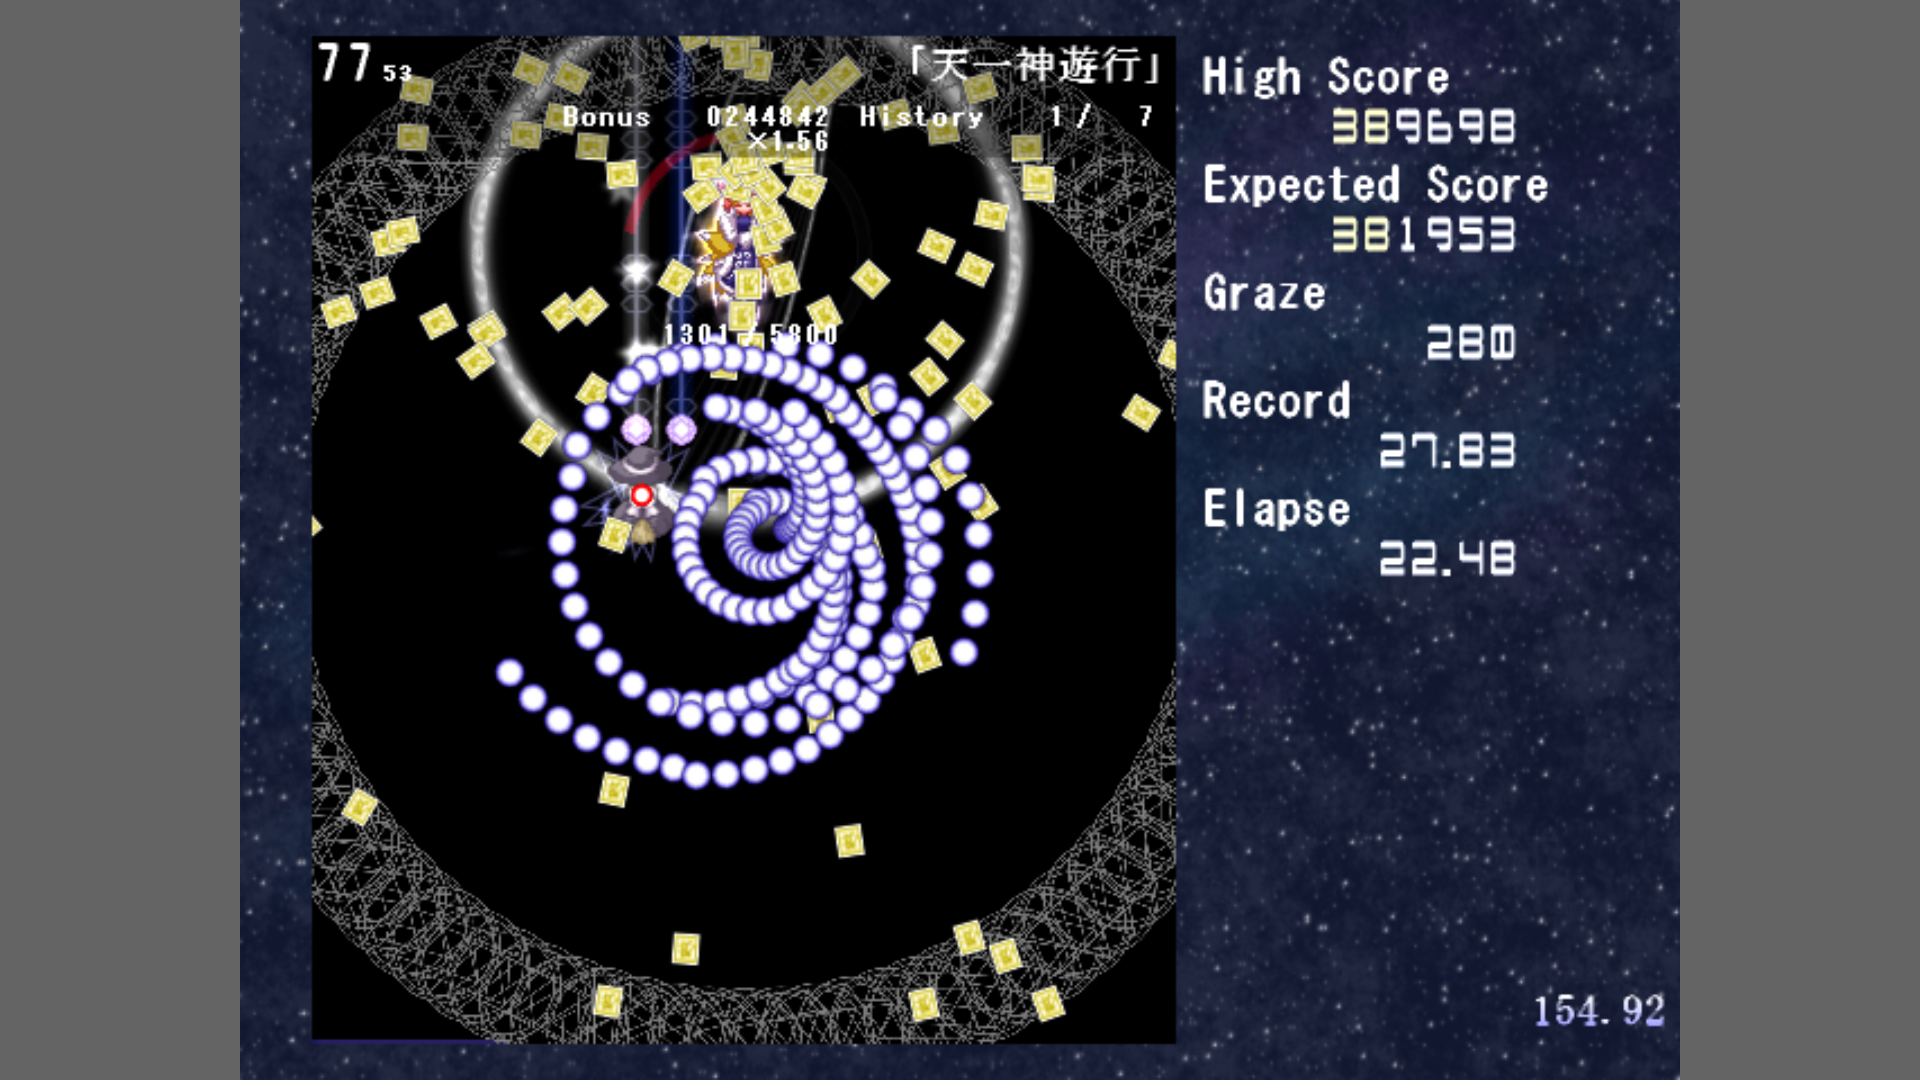 77 53
「天一神遊行」
Bonus 0244842 History 1 / 7
×1.56
1301 / 5800
High Score
389698
Expected Score
381953
Graze
Record
27.83
Elapse
22.48
154.92